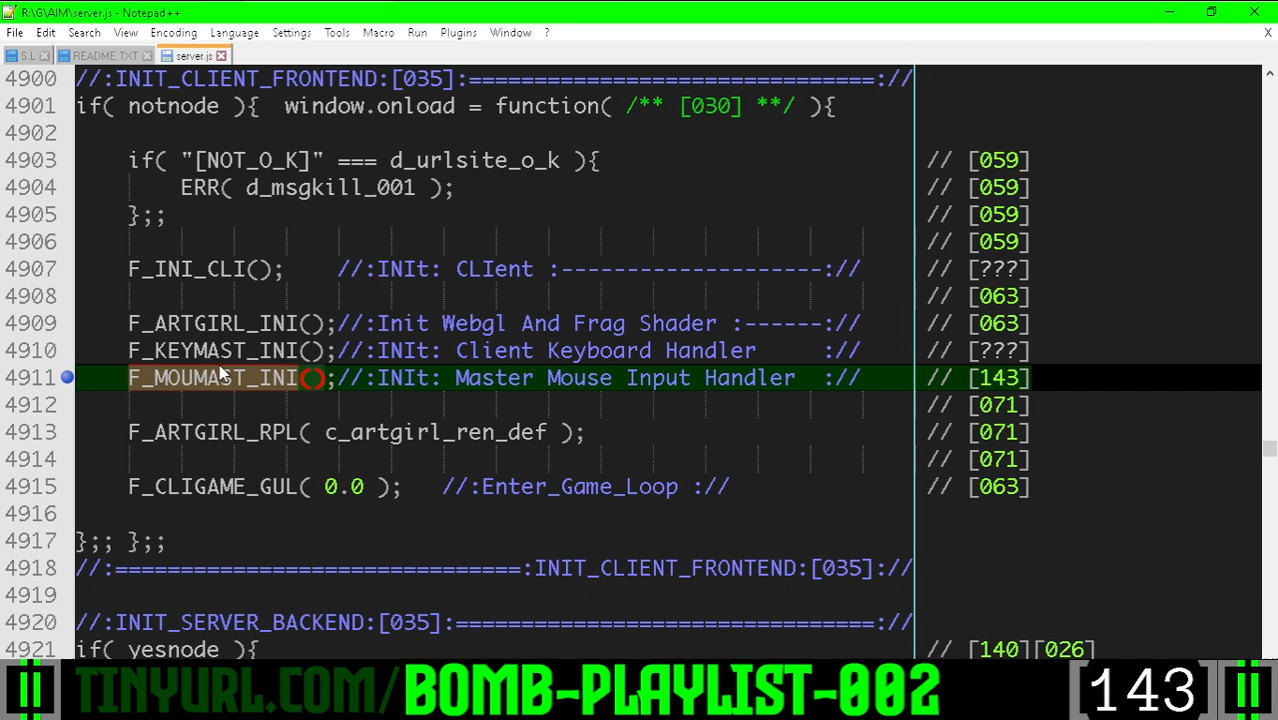 R:\G\AIM\server.js - Notepad++
File Edit Search View Encoding Language Settings Tools Macro Run Plugins Window ? X
S.L README.TXT server.js
4900 //:INIT_CLIENT_FRONTEND:[035]:===============================://
4901 if( notnode ){  window.onload = function( /** [030] **/ ){
4902
4903 if( "[NOT_O_K]" === d_urlsite_o_k ){ // [059]
4904 ERR( d_msgkill_001 ); // [059]
4905 };; // [059]
4906 // [059]
4907 F_INI_CLI(); //:INIt: CLIent :--------------------:// // [???]
4908 // [063]
4909 F_ARTGIRL_INI();//:Init Webgl And Frag Shader :------:// // [063]
4910 F_KEYMAST_INI();//:INIt: Client Keyboard Handler :// // [???]
4911 F_MOUMAST_INI();//:INIt: Master Mouse Input Handler :// // [143]
4912 // [071]
4913 F_ARTGIRL_RPL( c_artgirl_ren_def ); // [071]
4914 // [071]
4915 F_CLIGAME_GUL( 0.0 ); //:Enter_Game_Loop :// // [063]
4916
4917 };; };;
4918 //:===============================:INIT_CLIENT_FRONTEND:[035]://
4919
4920 //:INIT_SERVER_BACKEND:[035]:===============================://
4921 if( yesnode ){ // [140][026]
TINYURL.COM/BOMB-PLAYLIST-002 143